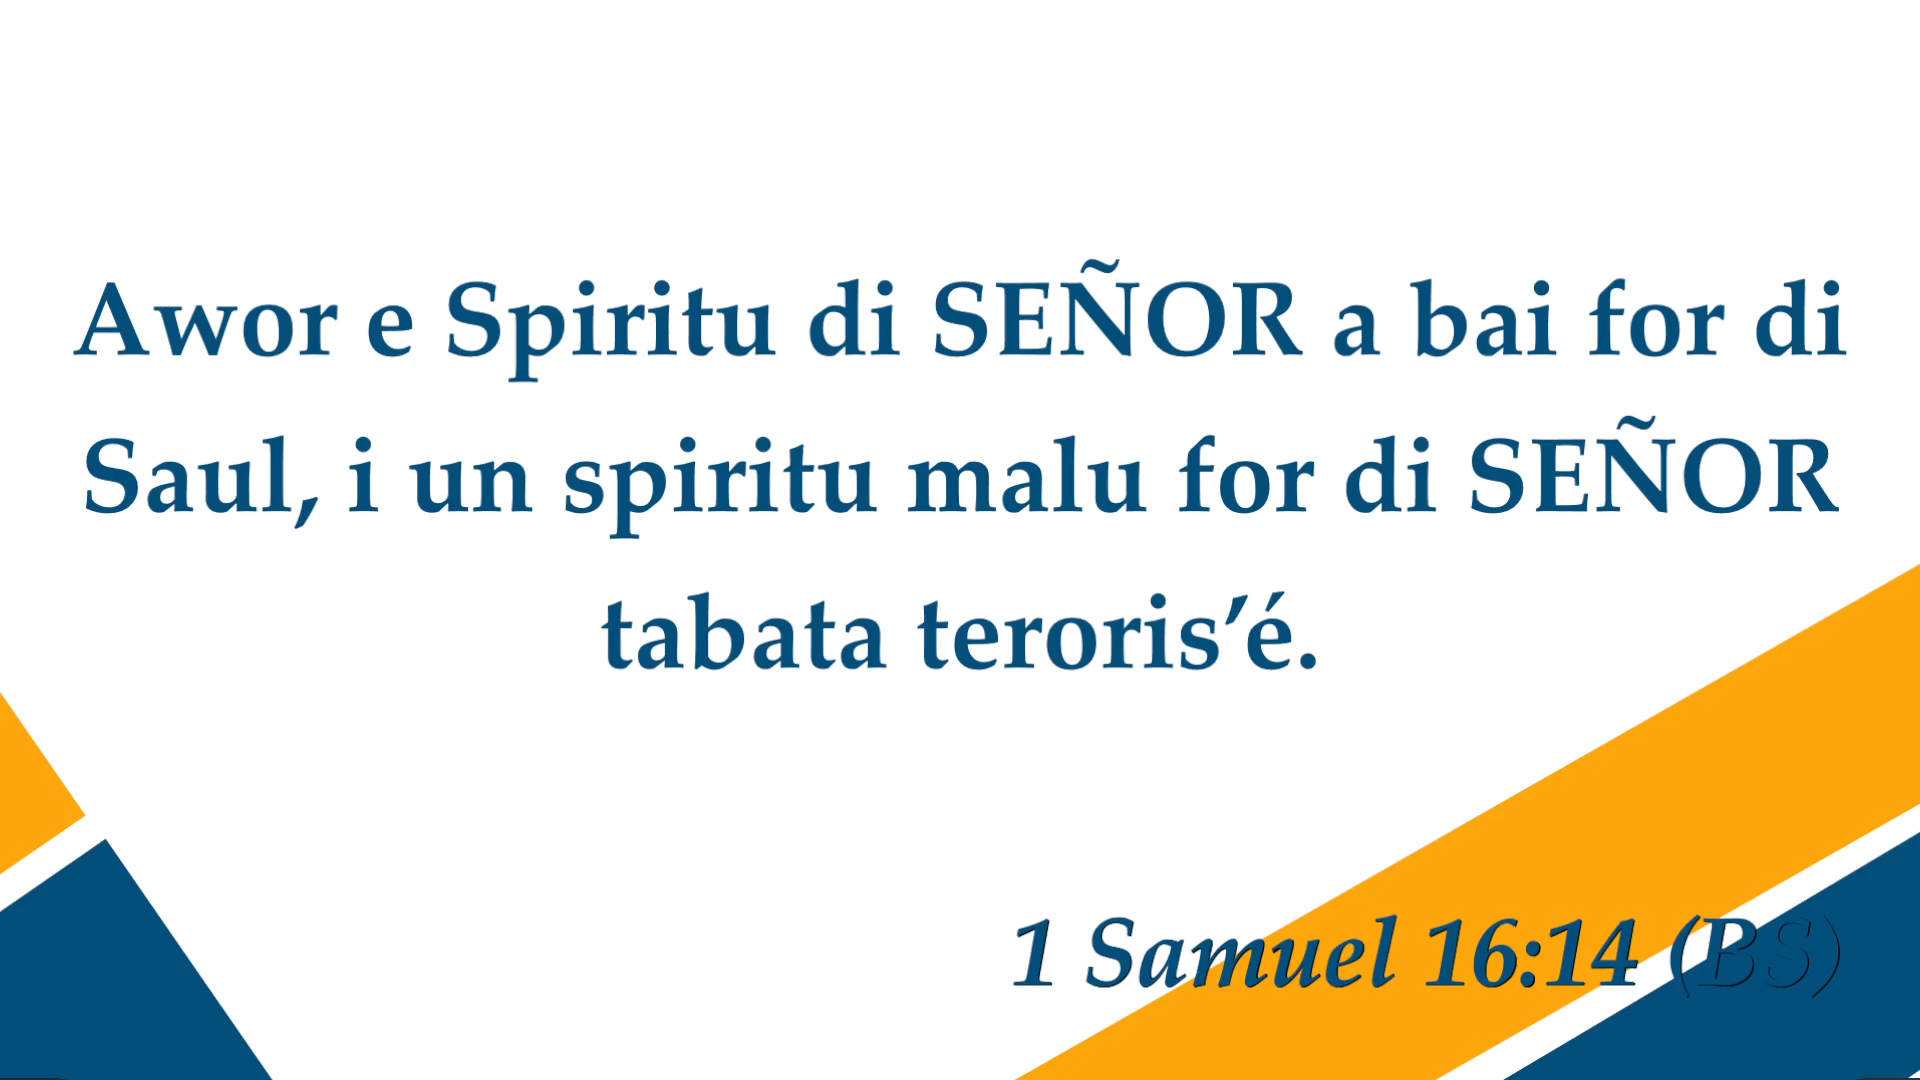 Awor e Spiritu di SEÑOR a bai for di
Saul, i un spiritu malu for di SEÑOR
tabata teroris’é.
1 Samuel 16:14 (BS)